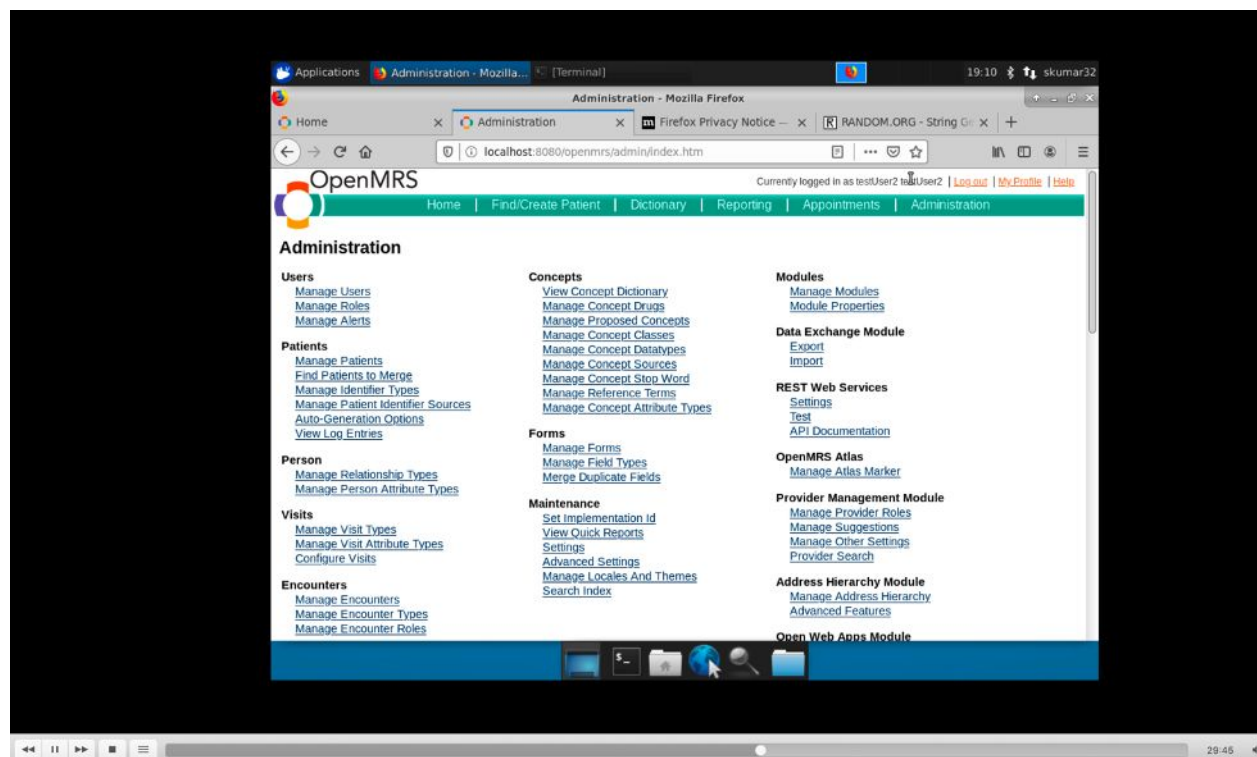 Applications Administration - Mozilla... [Terminal] 19:10 skumar32
Administration - Mozilla Firefox
Home Administration Firefox Privacy Notice — RANDOM.ORG - String Ge
localhost:8080/openmrs/admin/index.htm
OpenMRS
Currently logged in as testUser2 testUser2 | Log out | My Profile | Help
Home | Find/Create Patient | Dictionary | Reporting | Appointments | Administration
Administration
Users
Manage Users
Manage Roles
Manage Alerts
Patients
Manage Patients
Find Patients to Merge
Manage Identifier Types
Manage Patient Identifier Sources
Auto-Generation Options
View Log Entries
Person
Manage Relationship Types
Manage Person Attribute Types
Visits
Manage Visit Types
Manage Visit Attribute Types
Configure Visits
Encounters
Manage Encounters
Manage Encounter Types
Manage Encounter Roles
Concepts
View Concept Dictionary
Manage Concept Drugs
Manage Proposed Concepts
Manage Concept Classes
Manage Concept Datatypes
Manage Concept Sources
Manage Concept Stop Word
Manage Reference Terms
Manage Concept Attribute Types
Forms
Manage Forms
Manage Field Types
Merge Duplicate Fields
Maintenance
Set Implementation Id
View Quick Reports
Settings
Advanced Settings
Manage Locales And Themes
Search Index
Modules
Manage Modules
Module Properties
Data Exchange Module
Export
Import
REST Web Services
Settings
Test
API Documentation
OpenMRS Atlas
Manage Atlas Marker
Provider Management Module
Manage Provider Roles
Manage Suggestions
Manage Other Settings
Provider Search
Address Hierarchy Module
Manage Address Hierarchy
Advanced Features
Open Web Apps Module
29:45